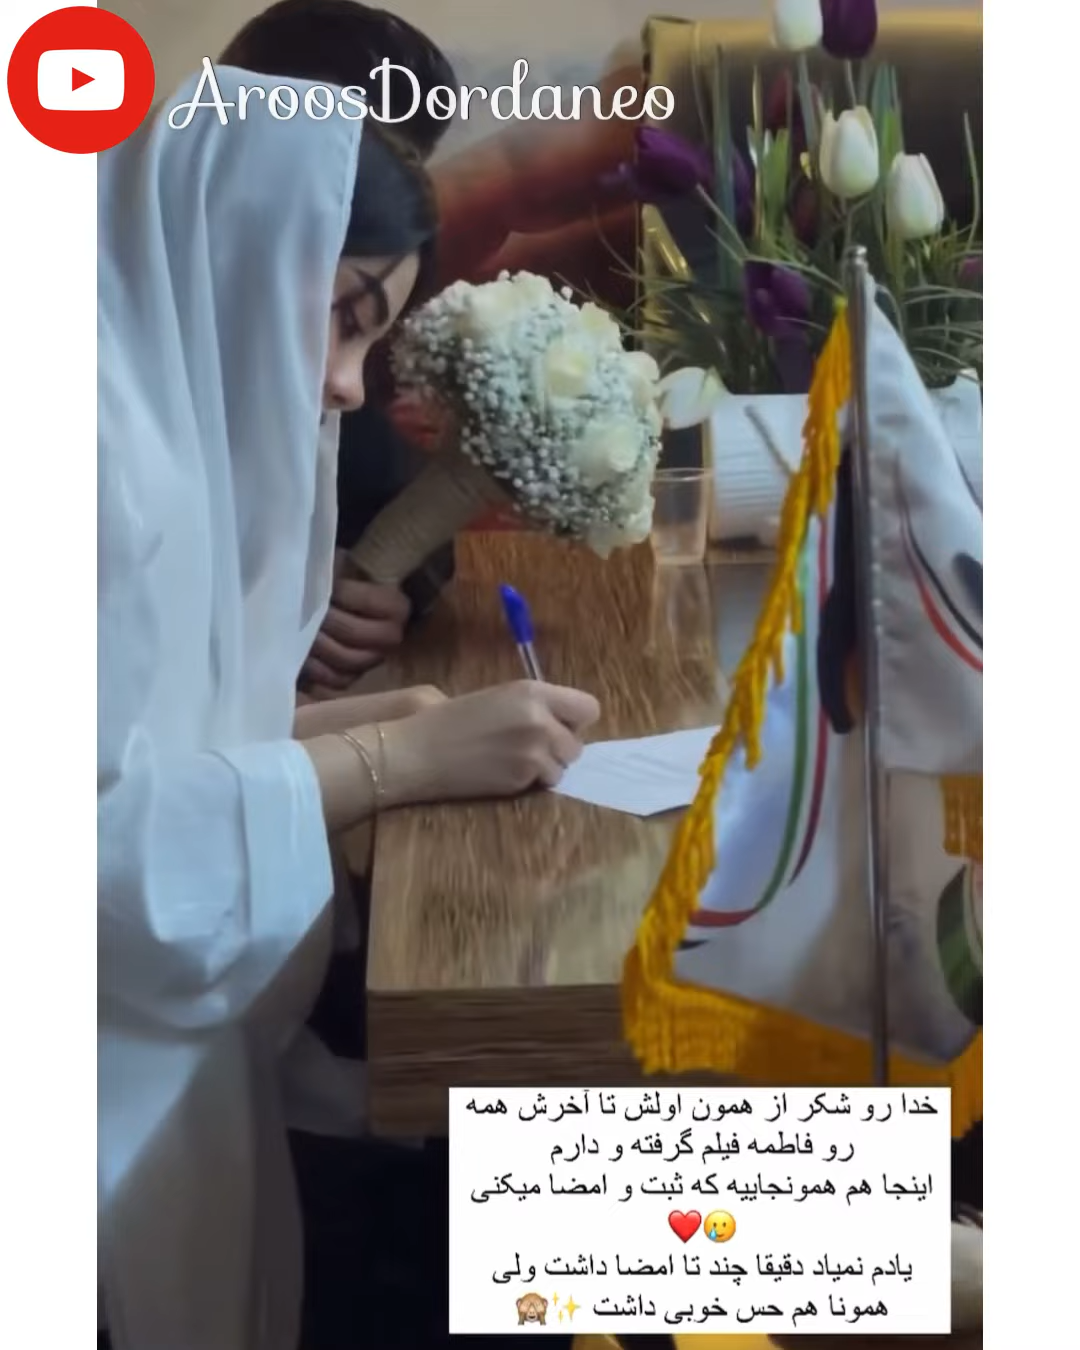 AroosDordaneo
خدا رو شکر از همون اولش تا آخرش همه
رو فاطمه فیلم گرفته و دارم
اینجا هم همونجاییه که ثبت و امضا میکنی
❤️🥲
یادم نمیاد دقیقا چند تا امضا داشت ولی
همونا هم حس خوبی داشت ✨🙈